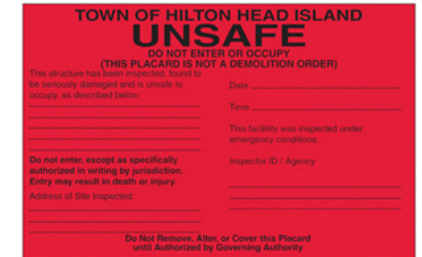 TOWN OF HILTON HEAD ISLAND
UNSAFE
DO NOT ENTER OR OCCUPY
(THIS PLACARD IS NOT A DEMOLITION ORDER)
This structure has been inspected, found to
be seriously damaged and is unsafe to
occupy, as described below:
Do not enter, except as specifically
authorized in writing by jurisdiction.
Entry may result in death or injury.
Address of Site Inspected:
Date
Time
This facilitity was inspected under
emergency conditions.
Inspector ID / Agency
Do Not Remove, Alter, or Cover this Placard
until Authorized by Governing Authority